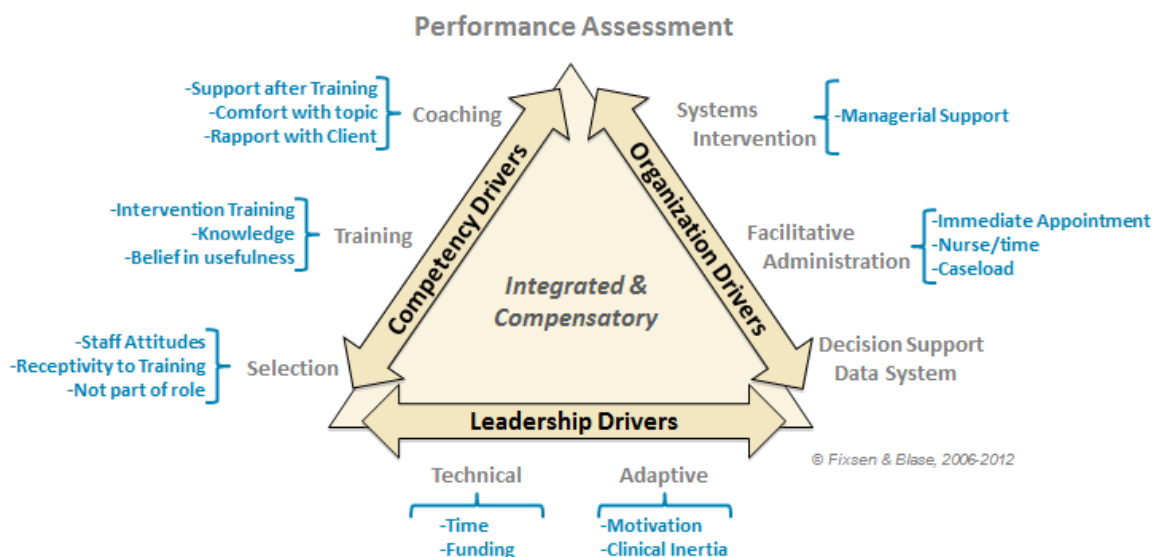 Performance Assessment
-Support after Training
-Comfort with topic
-Rapport with Client
Coaching
Systems
Intervention
-Managerial Support
-Intervention Training
-Knowledge
-Belief in usefulness
Training
Competency Drivers
Organization Drivers
Integrated &
Compensatory
Facilitative
Administration
-Immediate Appointment
-Nurse/time
-Caseload
-Staff Attitudes
-Receptivity to Training
-Not part of role
Selection
Decision Support
Data System
Leadership Drivers
© Fixsen & Blase, 2006-2012
Technical
-Time
-Funding
Adaptive
-Motivation
-Clinical Inertia